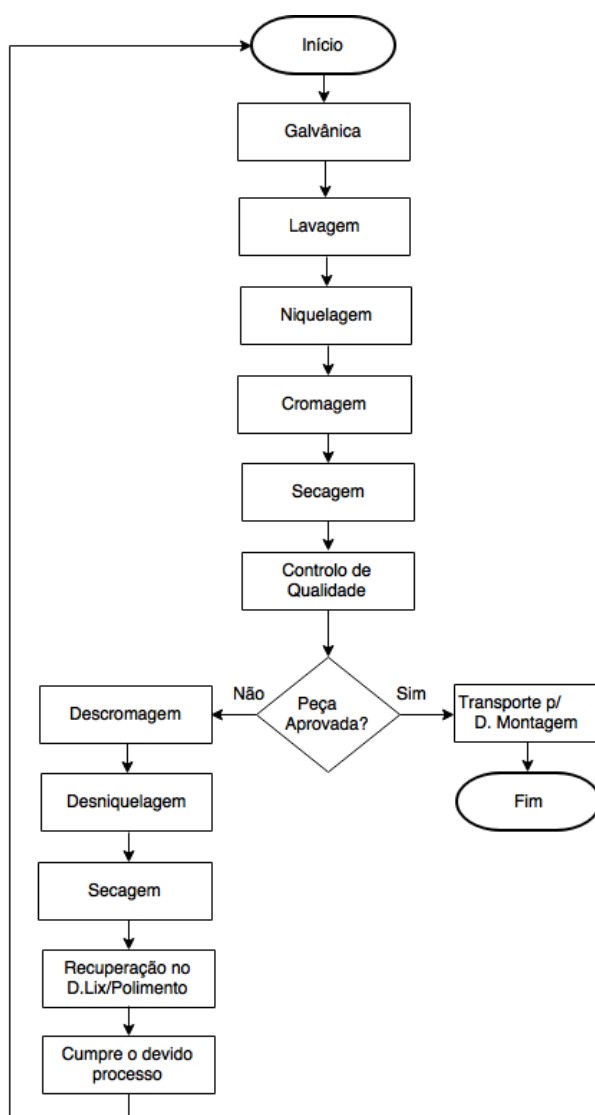 Início
Galvânica
Lavagem
Niquelagem
Cromagem
Secagem
Controlo de
Qualidade
Peça
Aprovada?
Não
Sim
Transporte p/
D. Montagem
Fim
Descromagem
Desniquelagem
Secagem
Recuperação no
D.Lix/Polimento
Cumpre o devido
processo